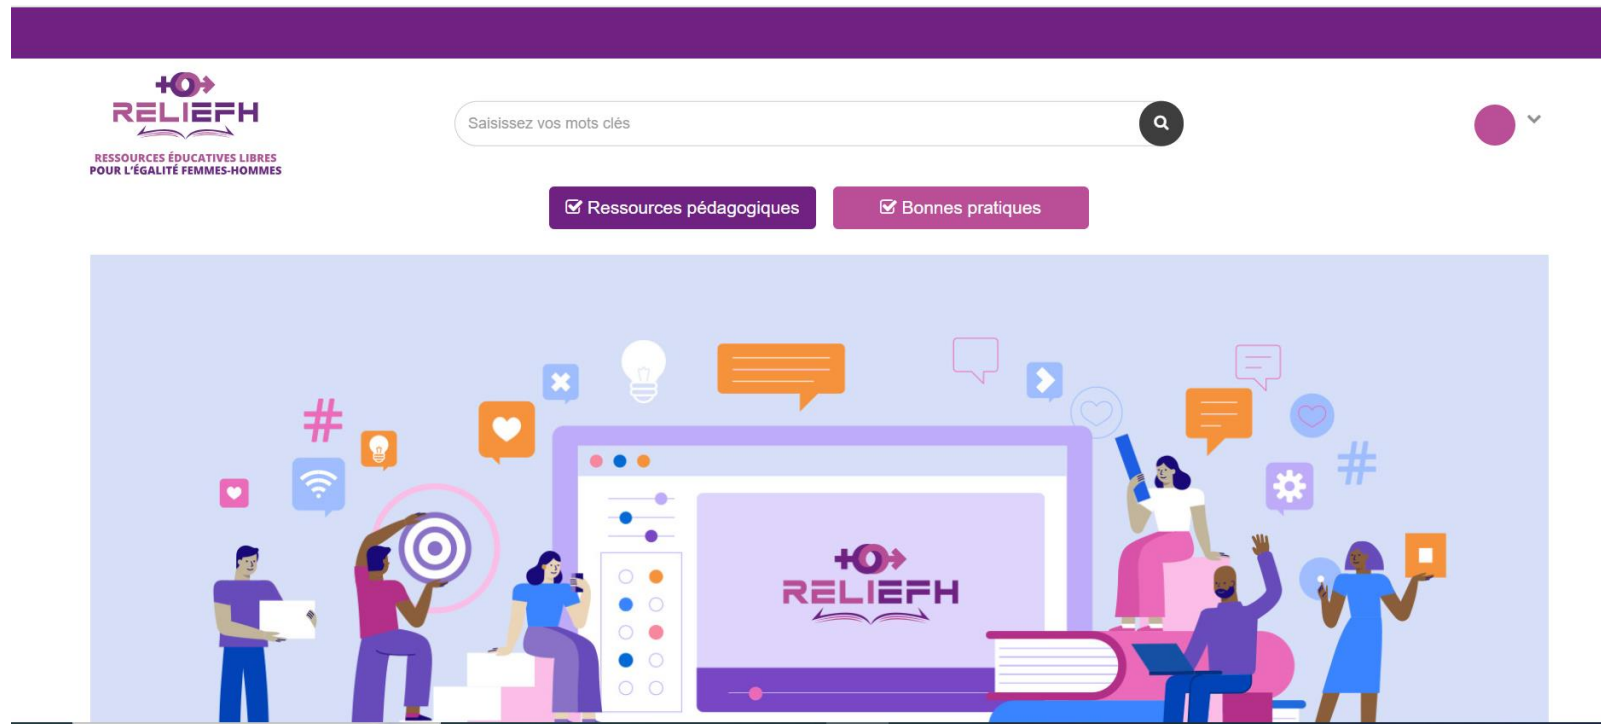 RELIEFH
RESSOURCES ÉDUCATIVES LIBRES
POUR L'ÉGALITÉ FEMMES-HOMMES
Saisissez vos mots clés
Ressources pédagogiques
Bonnes pratiques
RELIEFH